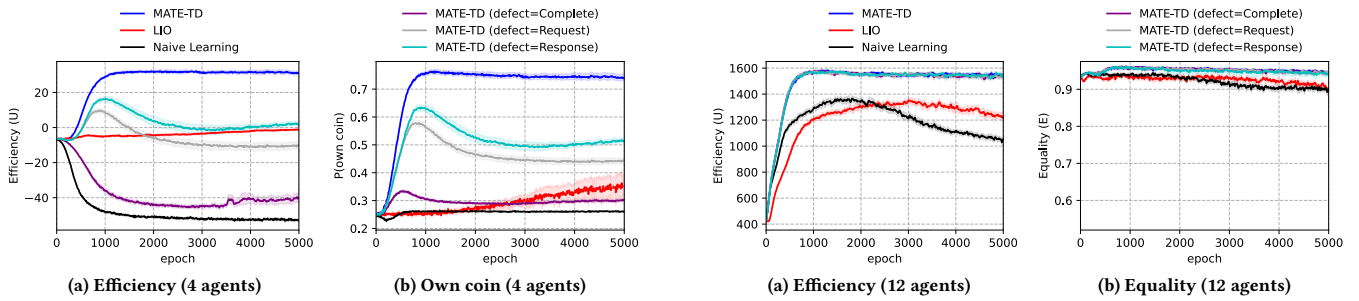 MATE-TD
LIO
Naive Learning
MATE-TD (defect=Complete)
MATE-TD (defect=Request)
MATE-TD (defect=Response)
Efficiency (U)
20
0
−20
−40
0 1000 2000 3000 4000 5000
epoch
(a) Efficiency (4 agents)
P(own coin)
0.7
0.6
0.5
0.4
0.3
0.2
0 1000 2000 3000 4000 5000
epoch
(b) Own coin (4 agents)
MATE-TD
LIO
Naive Learning
MATE-TD (defect=Complete)
MATE-TD (defect=Request)
MATE-TD (defect=Response)
Efficiency (U)
1600
1400
1200
1000
800
600
400
0 1000 2000 3000 4000 5000
epoch
(a) Efficiency (12 agents)
Equality (E)
0.9
0.8
0.7
0.6
0 1000 2000 3000 4000 5000
epoch
(b) Equality (12 agents)